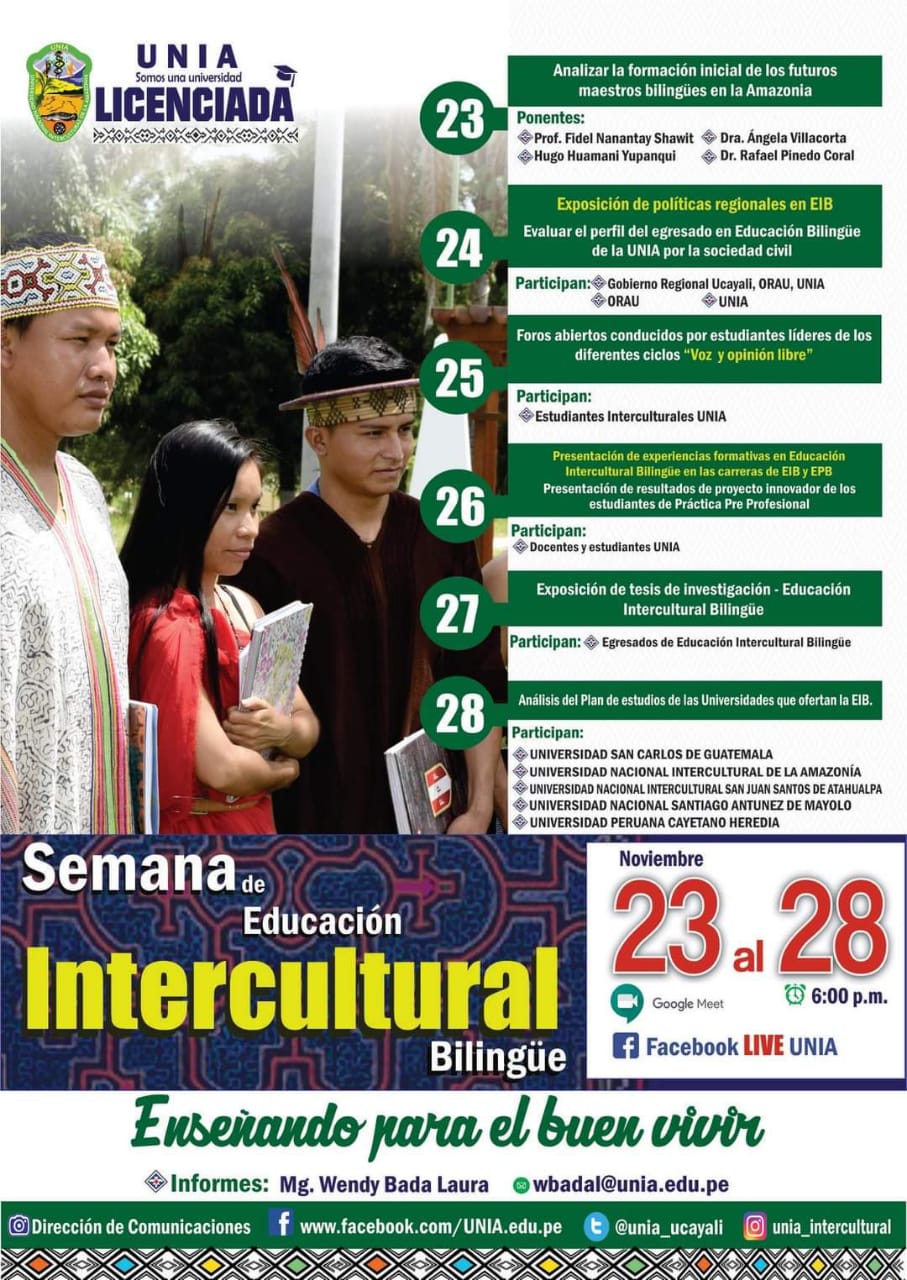 UNIA
Somos una universidad
LICENCIADA
23
Analizar la formación inicial de los futuros
maestros bilingües en la Amazonia
Ponentes:
Prof. Fidel Nanantay Shawit Dra. Ángela Villacorta
Hugo Huamani Yupanqui Dr. Rafael Pinedo Coral
24
Exposición de políticas regionales en EIB
Evaluar el perfil del egresado en Educación Bilingüe
de la UNIA por la sociedad civil
Participan: Gobierno Regional Ucayali, ORAU, UNIA
ORAU UNIA
25
Foros abiertos conducidos por estudiantes líderes de los
diferentes ciclos “Voz y opinión libre”
Participan:
Estudiantes Interculturales UNIA
26
Presentación de experiencias formativas en Educación
Intercultural Bilingüe en las carreras de EIB y EPB
Presentación de resultados de proyecto innovador de los
estudiantes de Práctica Pre Profesional
Participan:
Docentes y estudiantes UNIA
27
Exposición de tesis de investigación - Educación
Intercultural Bilingüe
Participan: Egresados de Educación Intercultural Bilingüe
28
Análisis del Plan de estudios de las Universidades que ofertan la EIB.
Participan:
UNIVERSIDAD SAN CARLOS DE GUATEMALA
UNIVERSIDAD NACIONAL INTERCULTURAL DE LA AMAZONÍA
UNIVERSIDAD NACIONAL INTERCULTURAL SAN JUAN SANTOS DE ATAHUALPA
UNIVERSIDAD NACIONAL SANTIAGO ANTUNEZ DE MAYOLO
UNIVERSIDAD PERUANA CAYETANO HEREDIA
Semana de
Educación
Intercultural
Bilingüe
Noviembre
23 al 28
Google Meet 6:00 p.m.
Facebook LIVE UNIA
Enseñando para el buen vivir
Informes: Mg. Wendy Bada Laura wbadal@unia.edu.pe
Dirección de Comunicaciones www.facebook.com/UNIA.edu.pe @unia_ucayali unia_intercultural